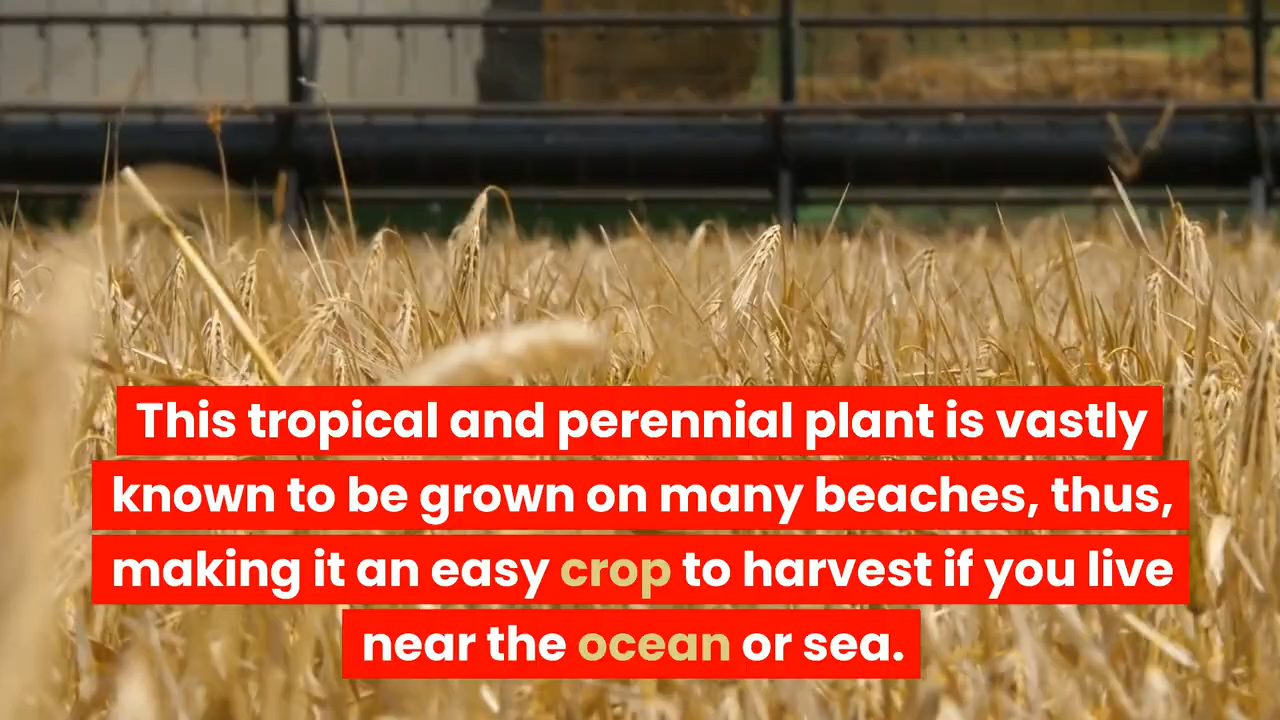 This tropical and perennial plant is vastly
known to be grown on many beaches, thus,
making it an easy crop to harvest if you live
near the ocean or sea.